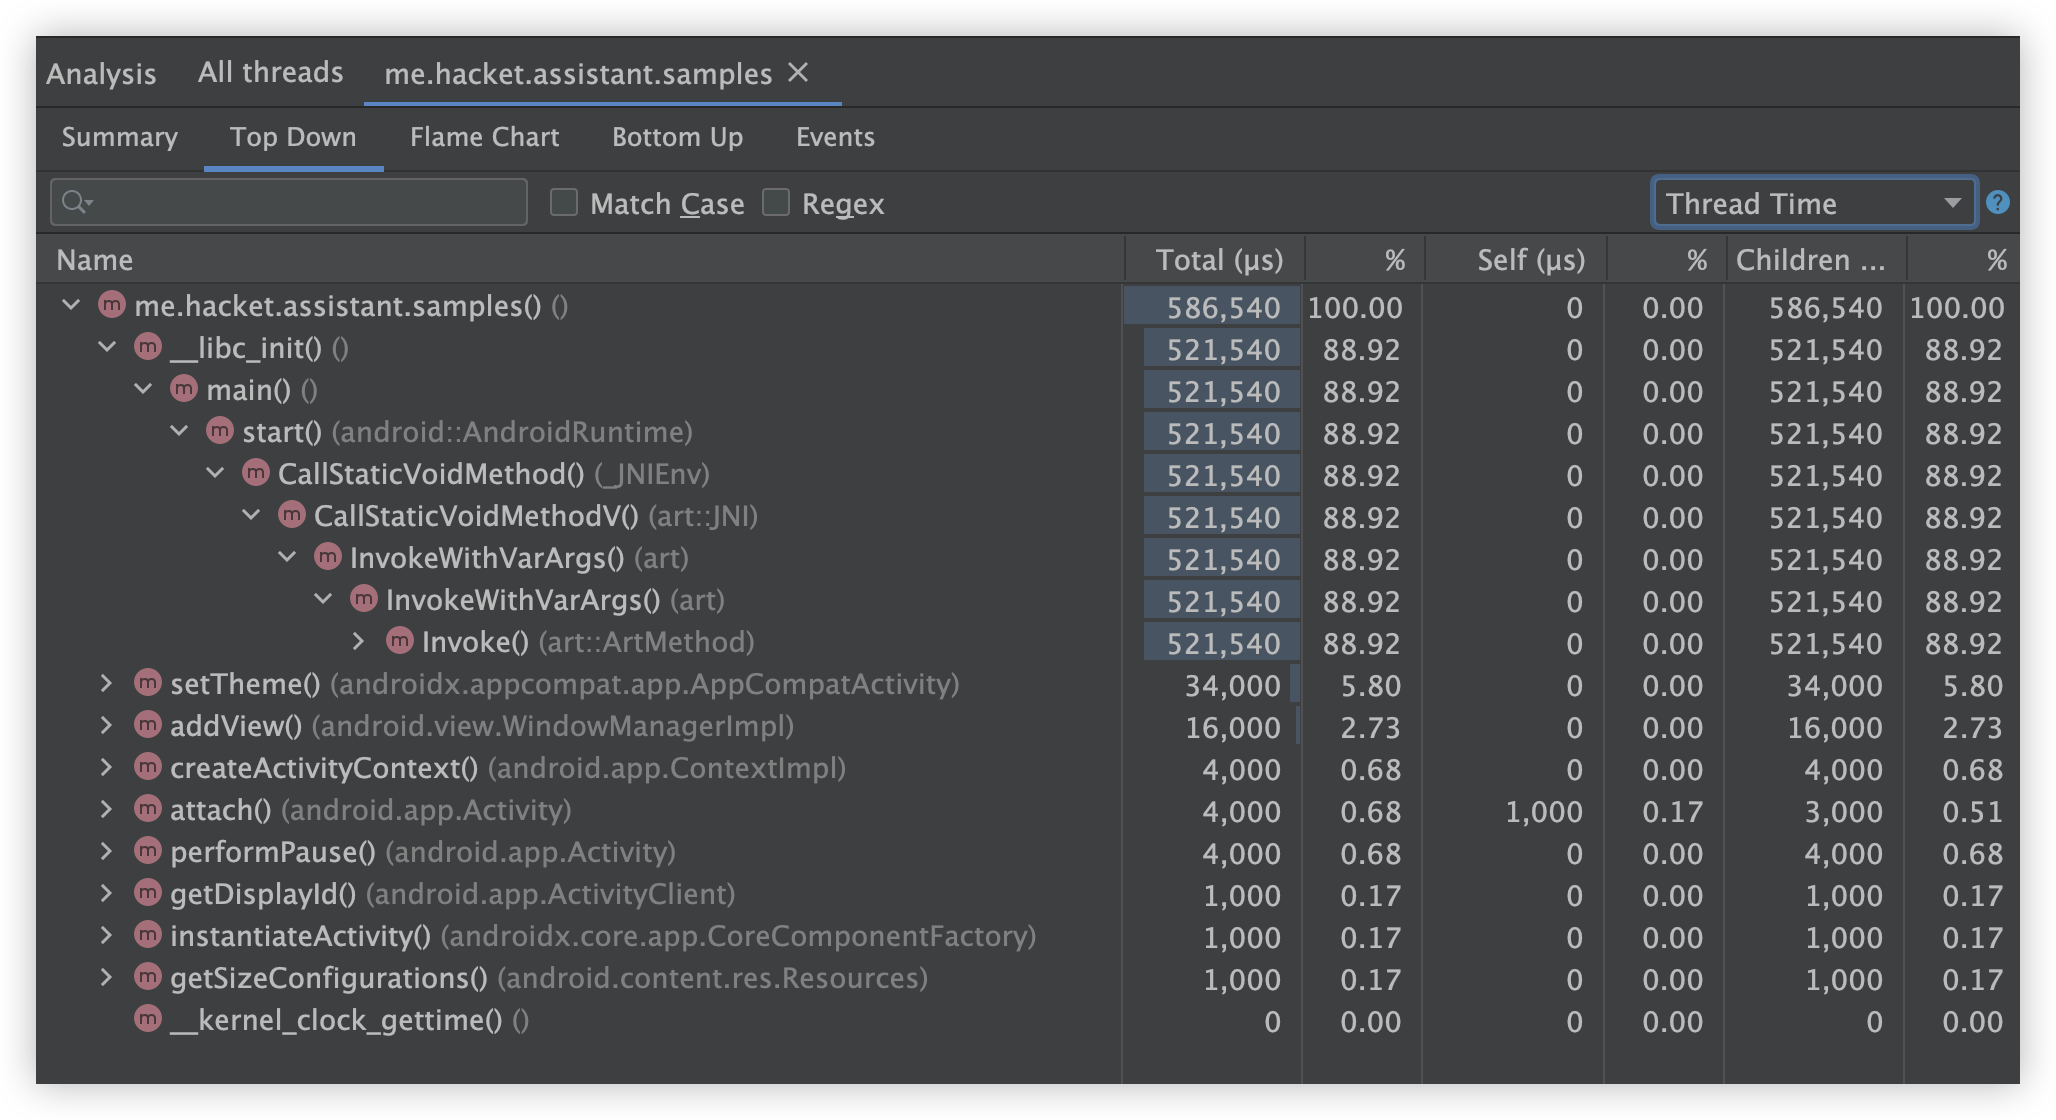 Analysis All threads me.hacket.assistant.samples
Summary Top Down Flame Chart Bottom Up Events
Match Case Regex Thread Time ?
Name Total (μs) % Self (μs) % Children ... %
m me.hacket.assistant.samples() () 586,540 100.00 0 0.00 586,540 100.00
m __libc_init() () 521,540 88.92 0 0.00 521,540 88.92
m main() () 521,540 88.92 0 0.00 521,540 88.92
m start() (android::AndroidRuntime) 521,540 88.92 0 0.00 521,540 88.92
m CallStaticVoidMethod() (_JNIEnv) 521,540 88.92 0 0.00 521,540 88.92
m CallStaticVoidMethodV() (art::JNI) 521,540 88.92 0 0.00 521,540 88.92
m InvokeWithVarArgs() (art) 521,540 88.92 0 0.00 521,540 88.92
m InvokeWithVarArgs() (art) 521,540 88.92 0 0.00 521,540 88.92
m Invoke() (art::ArtMethod) 521,540 88.92 0 0.00 521,540 88.92
m setTheme() (androidx.appcompat.app.AppCompatActivity) 34,000 5.80 0 0.00 34,000 5.80
m addView() (android.view.WindowManagerImpl) 16,000 2.73 0 0.00 16,000 2.73
m createActivityContext() (android.app.ContextImpl) 4,000 0.68 0 0.00 4,000 0.68
m attach() (android.app.Activity) 4,000 0.68 1,000 0.17 3,000 0.51
m performPause() (android.app.Activity) 4,000 0.68 0 0.00 4,000 0.68
m getDisplayId() (android.app.ActivityClient) 1,000 0.17 0 0.00 1,000 0.17
m instantiateActivity() (androidx.core.app.CoreComponentFactory) 1,000 0.17 0 0.00 1,000 0.17
m getSizeConfigurations() (android.content.res.Resources) 1,000 0.17 0 0.00 1,000 0.17
m __kernel_clock_gettime() () 0 0.00 0 0.00 0 0.00